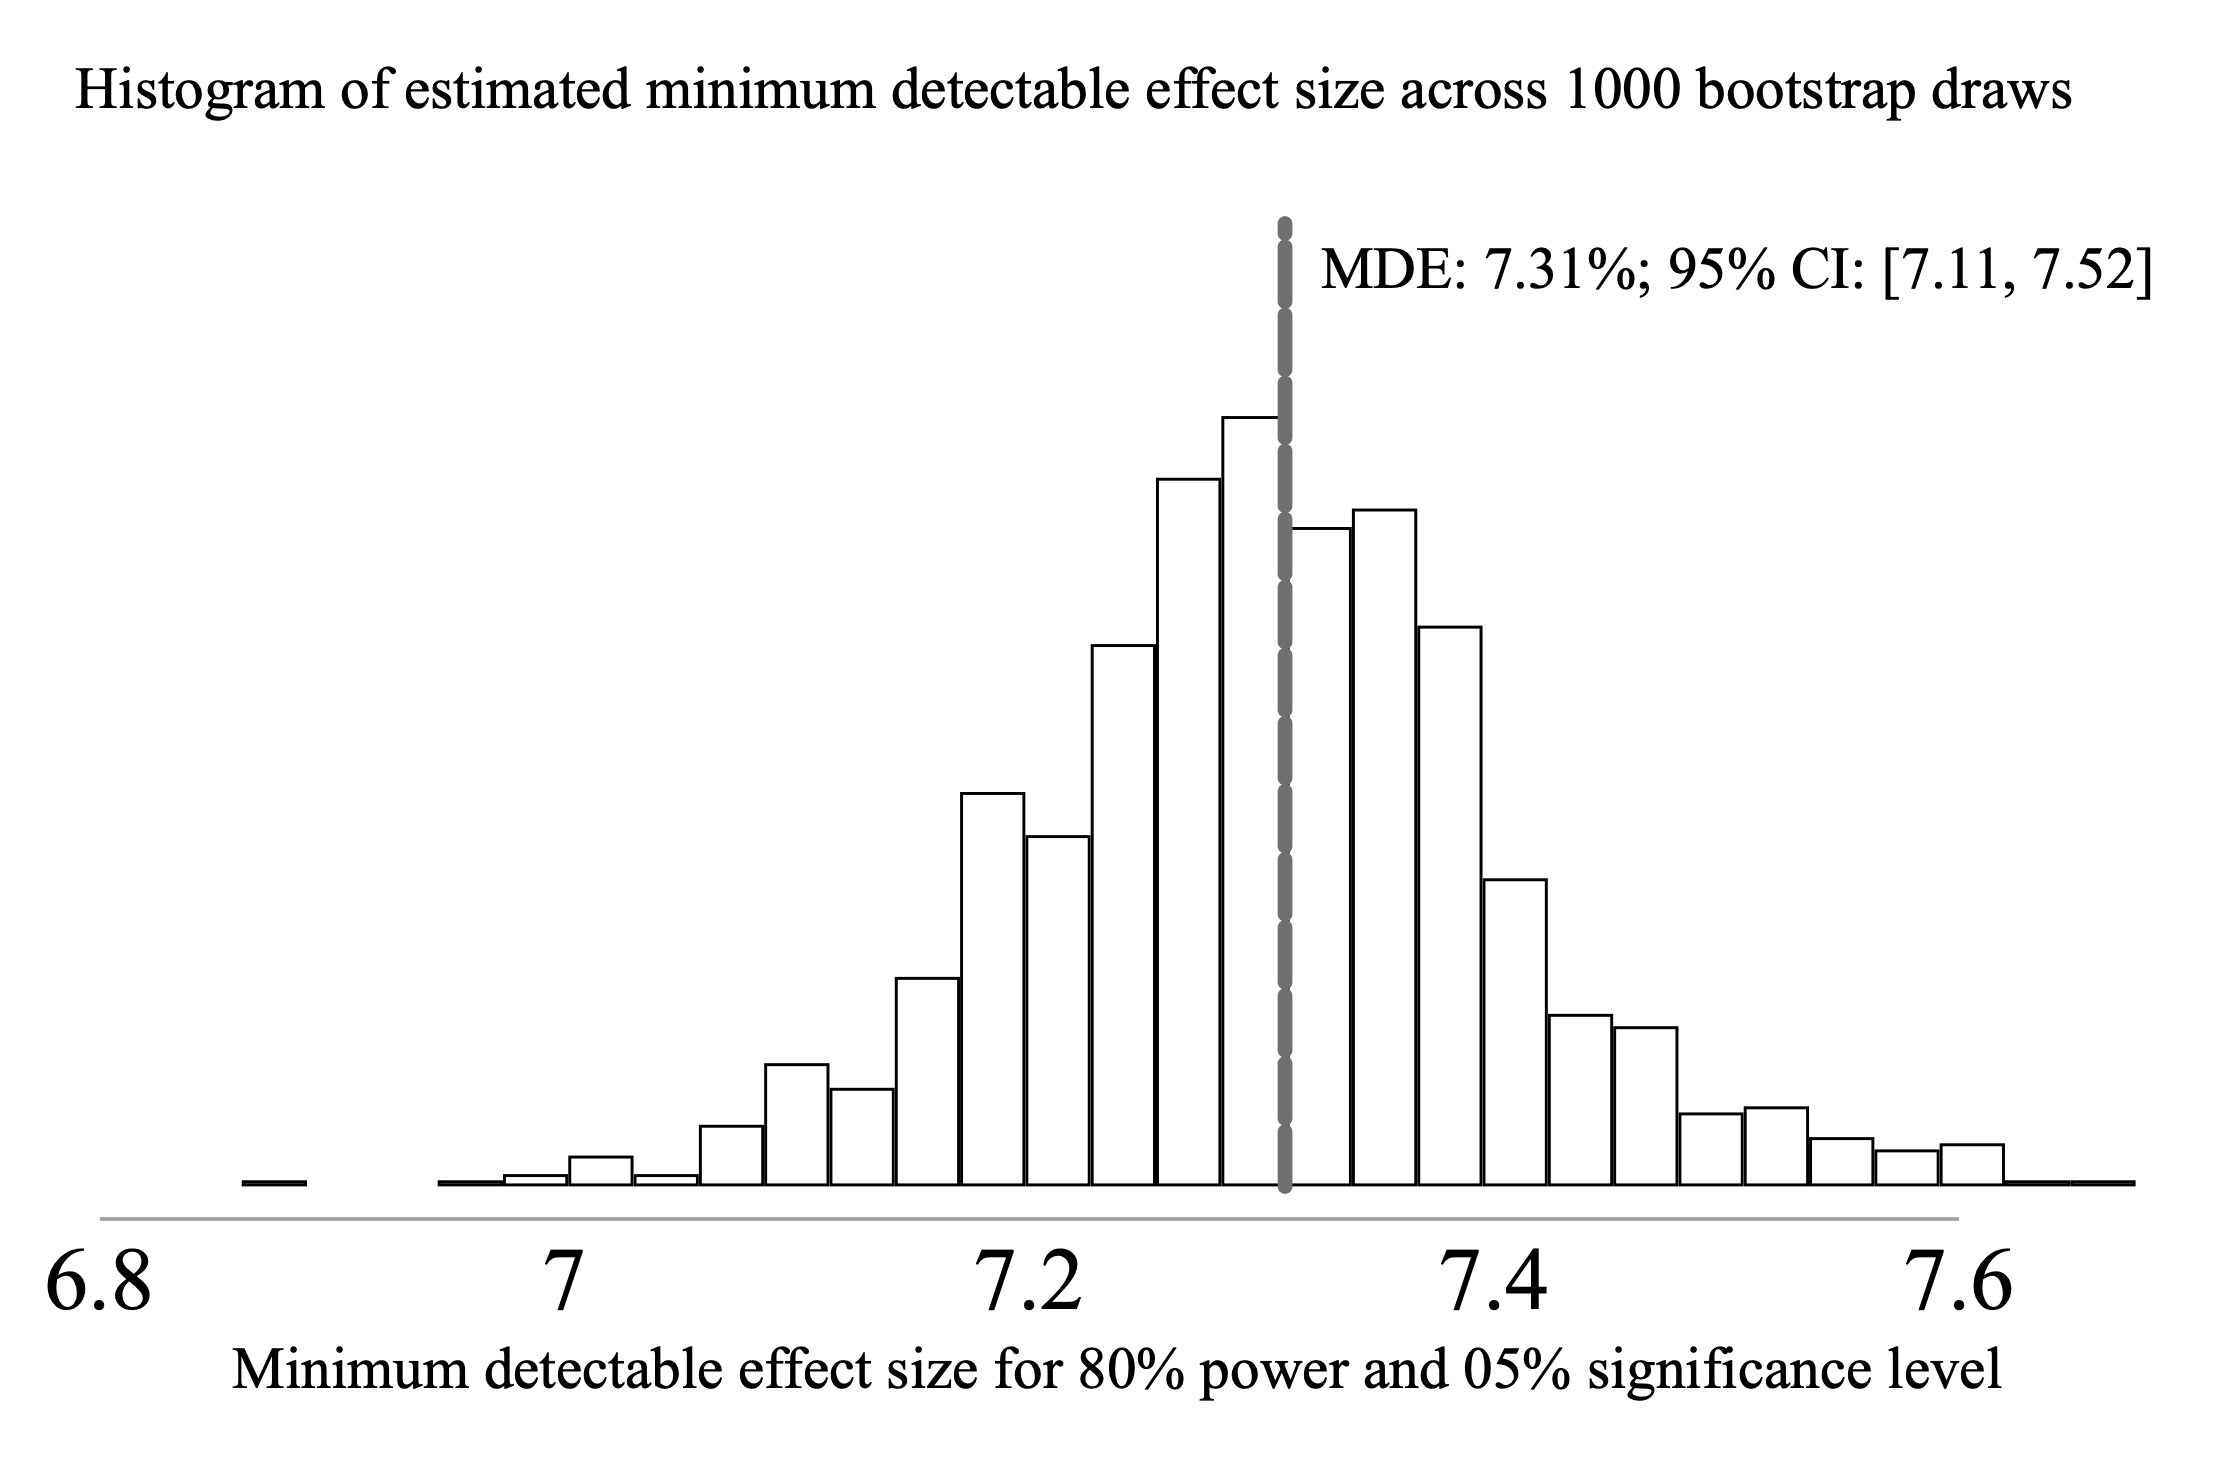 Histogram of estimated minimum detectable effect size across 1000 bootstrap draws
MDE: 7.31%; 95% CI: [7.11, 7.52]
6.8 7 7.2 7.4 7.6
Minimum detectable effect size for 80% power and 05% significance level